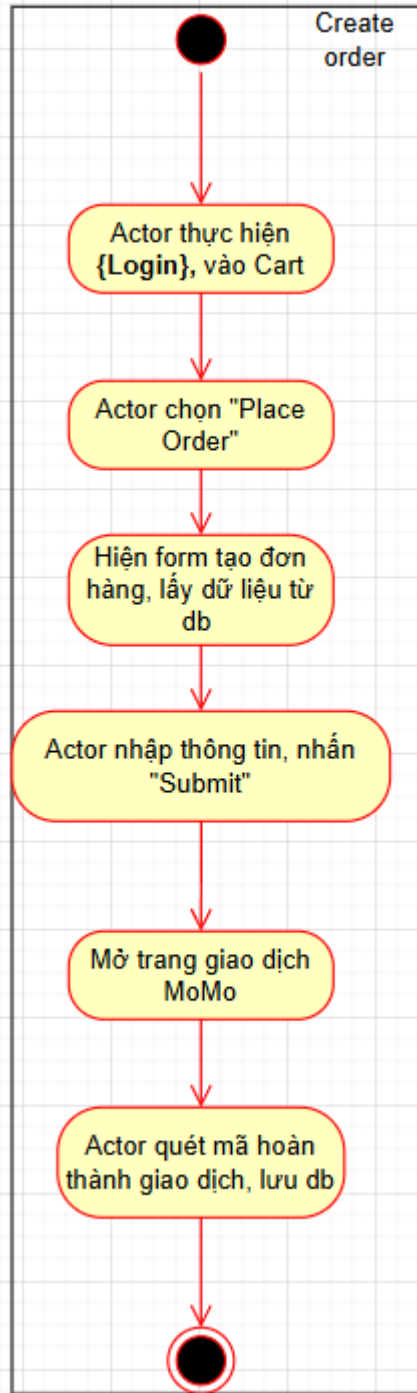 Create
order
Actor thực hiện
{Login}, vào Cart
Actor chọn "Place
Order"
Hiện form tạo đơn
hàng, lấy dữ liệu từ
db
Actor nhập thông tin, nhấn
"Submit"
Mở trang giao dịch
MoMo
Actor quét mã hoàn
thành giao dịch, lưu db